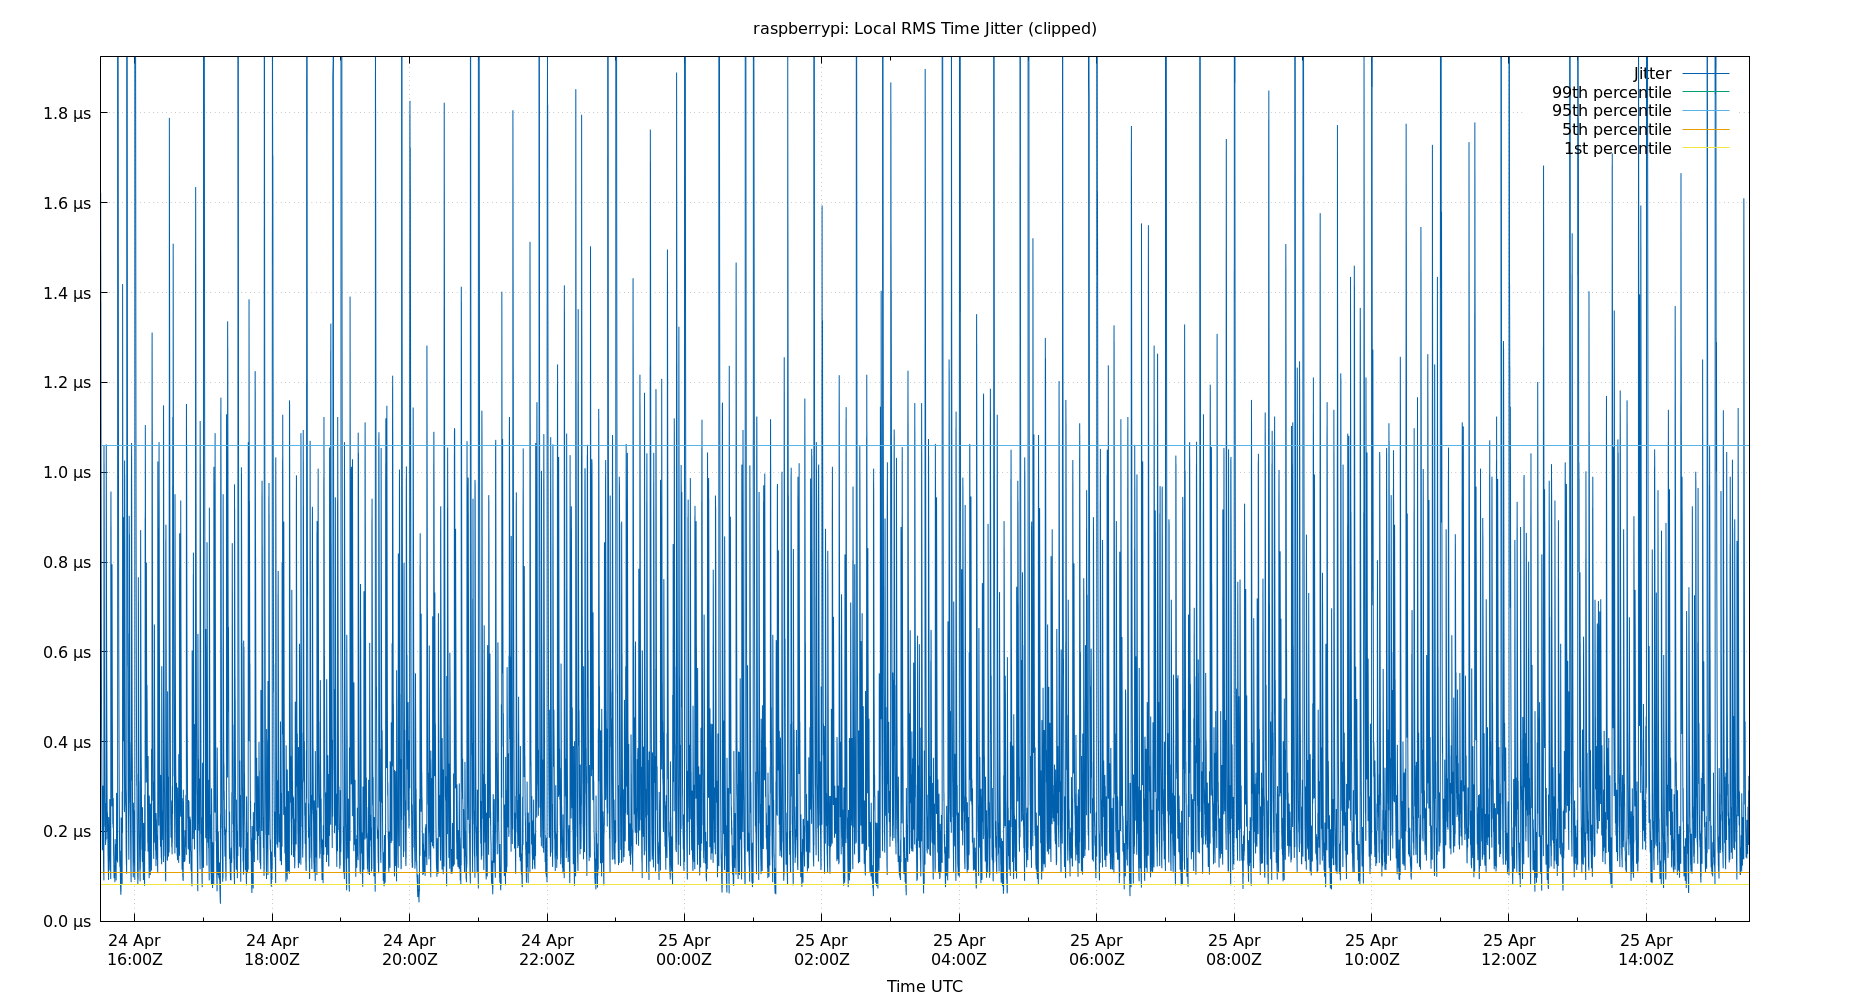 raspberrypi: Local RMS Time Jitter (clipped)
Jitter
99th percentile
95th percentile
5th percentile
1st percentile
1.8 µs
1.6 µs
1.4 µs
1.2 µs
1.0 µs
0.8 µs
0.6 µs
0.4 µs
0.2 µs
0.0 µs
24 Apr 24 Apr 24 Apr 24 Apr 25 Apr 25 Apr 25 Apr 25 Apr 25 Apr 25 Apr 25 Apr 25 Apr
16:00Z 18:00Z 20:00Z 22:00Z 00:00Z 02:00Z 04:00Z 06:00Z 08:00Z 10:00Z 12:00Z 14:00Z
Time UTC